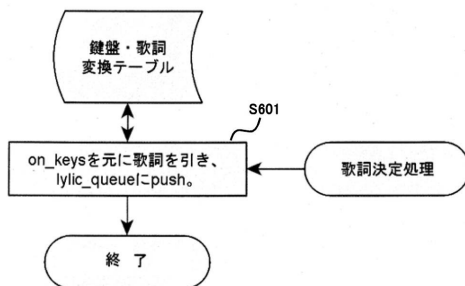 鍵盤・歌詞
変換テーブル
S601
on_keysを元に歌詞を引き、
lylic_queueにpush。
歌詞決定処理
終 了